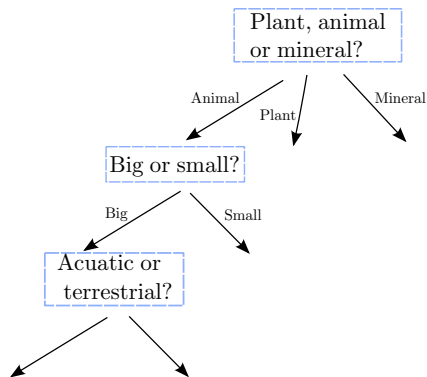 Plant, animal
or mineral?
Animal
Plant
Mineral
Big or small?
Big
Small
Acuatic or
terrestrial?